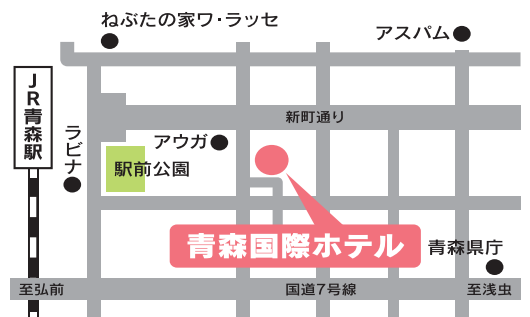 ねぶたの家ワ・ラッセ
アスパム
JR青森駅
新町通り
ラビナ
アウガ
駅前公園
青森国際ホテル
青森県庁
至弘前
国道7号線
至浅虫